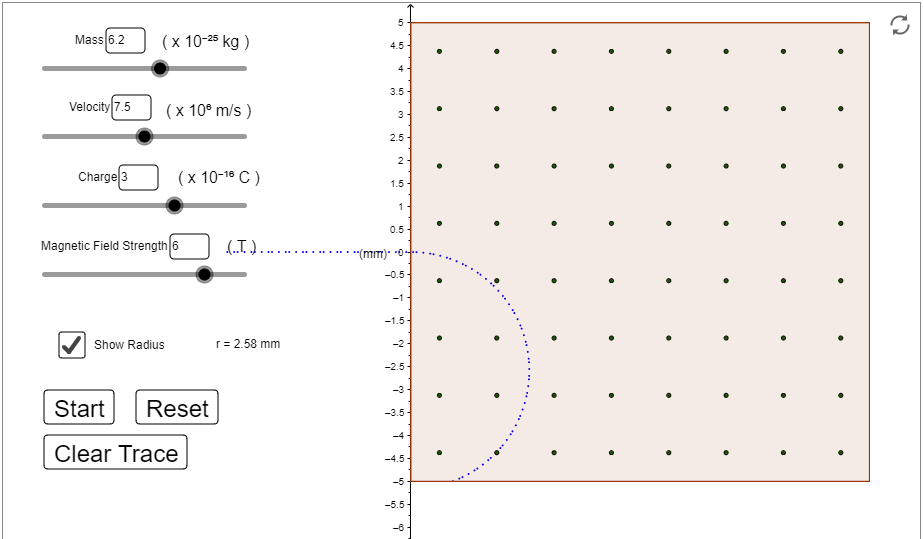 Mass 6.2 ( x 10⁻²⁵ kg )
Velocity 7.5 ( x 10⁶ m/s )
Charge 3 ( x 10⁻¹⁶ C )
Magnetic Field Strength 6 ( T )
Show Radius r = 2.58 mm
Start Reset
Clear Trace
5
4.5
4
3.5
3
2.5
2
1.5
1
0.5
(mm) 0
−0.5
−1
−1.5
−2
−2.5
−3
−3.5
−4
−4.5
−5
−5.5
−6